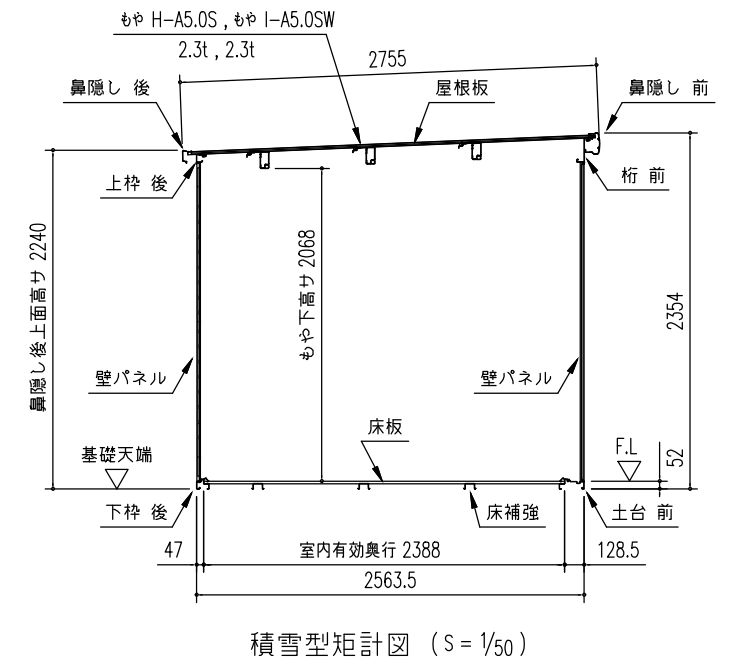 もや H-A5.0S , もや I-A5.0SW
2.3t , 2.3t
2755
鼻隠し 後
屋根板
鼻隠し 前
上枠 後
桁 前
鼻隠し後上面高サ 2240
もや下高サ 2068
2354
壁パネル
壁パネル
床板
基礎天端
F.L
52
下枠 後
床補強
土台 前
47
室内有効奥行 2388
128.5
2563.5
積雪型矩計図 (S=1/50)